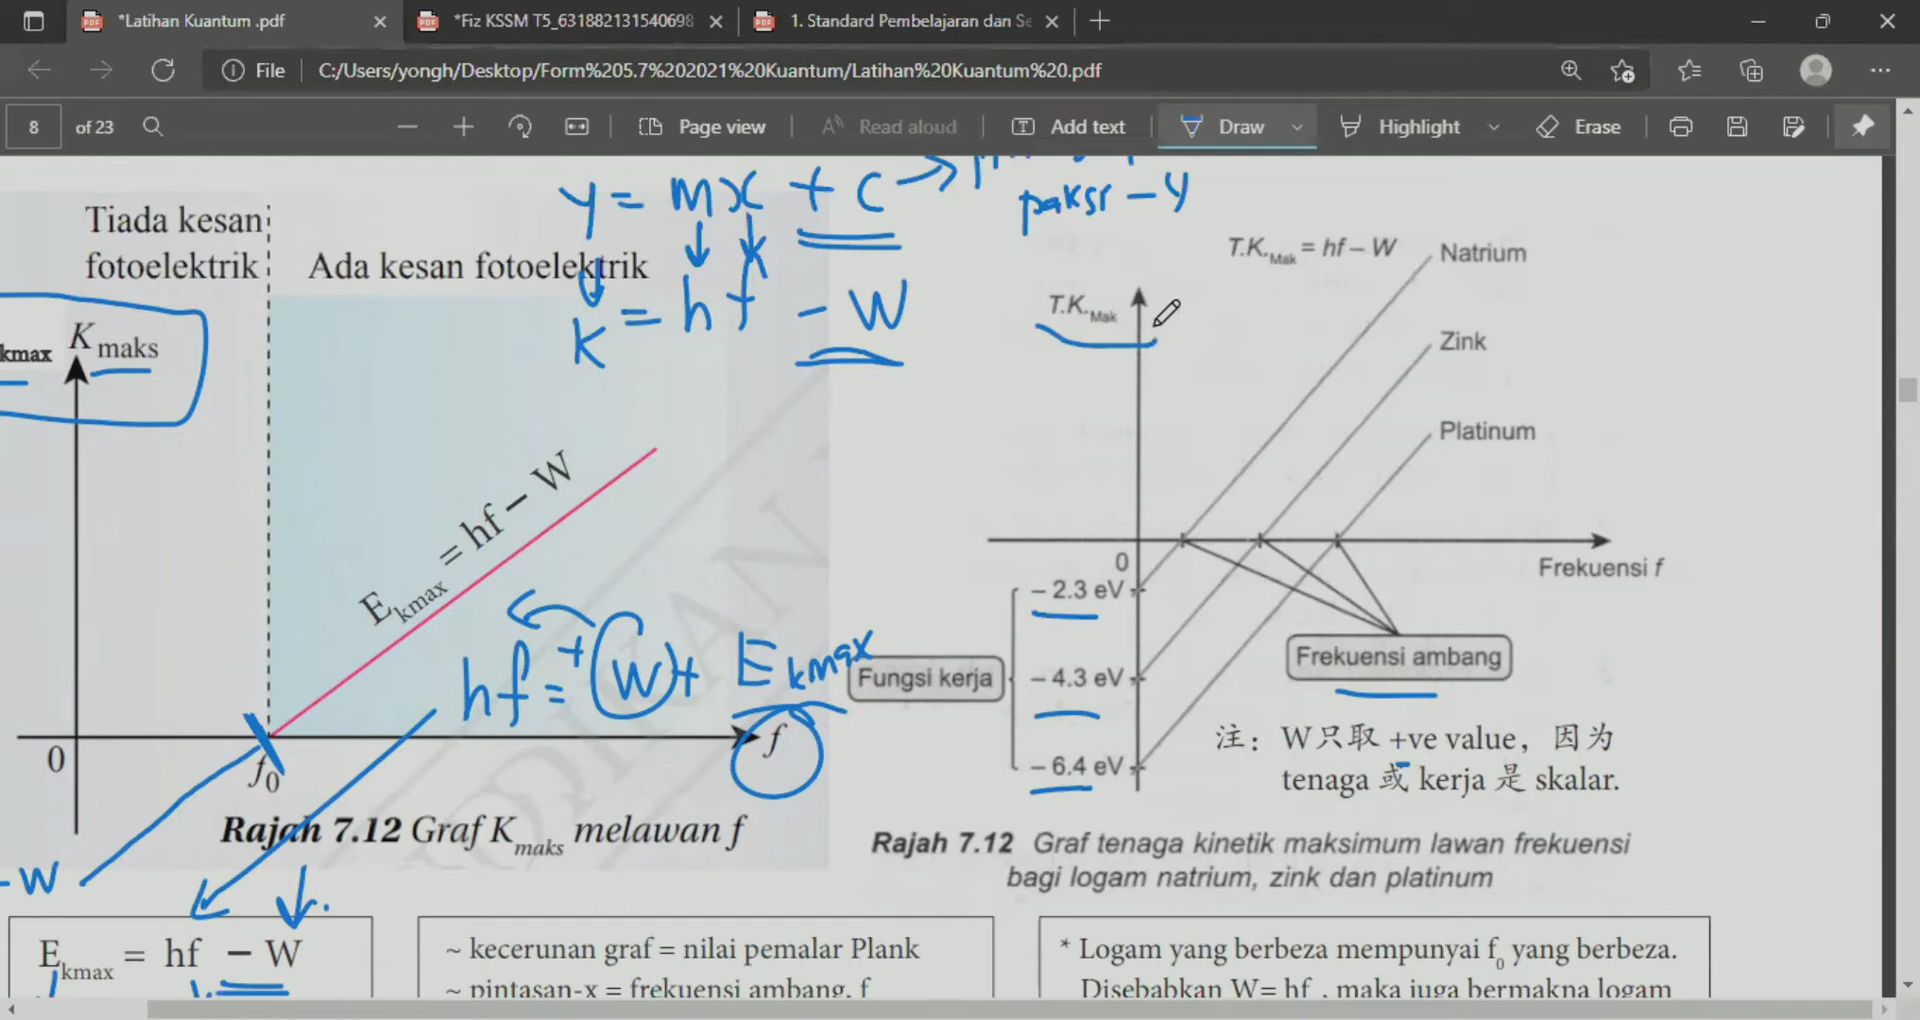 *Latihan Kuantum .pdf
*Fiz KSSM T5_631882131540698
1. Standard Pembelajaran dan Se
File
C:/Users/yongh/Desktop/Form%205.7%202021%20Kuantum/Latihan%20Kuantum%20.pdf
8 of 23
Page view
Read aloud
Add text
Draw
Highlight
Erase
y = mx + c →
paksi - y
K = hf - W
Tiada kesan
fotoelektrik
Ada kesan fotoelektrik
kmax
K maks
E kmax = hf – W
hf = W + E kmax
0
f0
f
Rajah 7.12 Graf K maks melawan f
- W
E kmax = hf – W
~ kecerunan graf = nilai pemalar Plank
~ pintasan-x = frekuensi ambang, f
T.K. Mak = hf – W
Natrium
T.K. Mak
Zink
Platinum
0
Frekuensi f
– 2.3 eV
Frekuensi ambang
Fungsi kerja
– 4.3 eV
– 6.4 eV
注： W只取 +ve value，因为
tenaga 或 kerja 是 skalar.
Rajah 7.12 Graf tenaga kinetik maksimum lawan frekuensi
bagi logam natrium, zink dan platinum
* Logam yang berbeza mempunyai f0 yang berbeza.
Disebabkan W= hf , maka juga bermakna logam